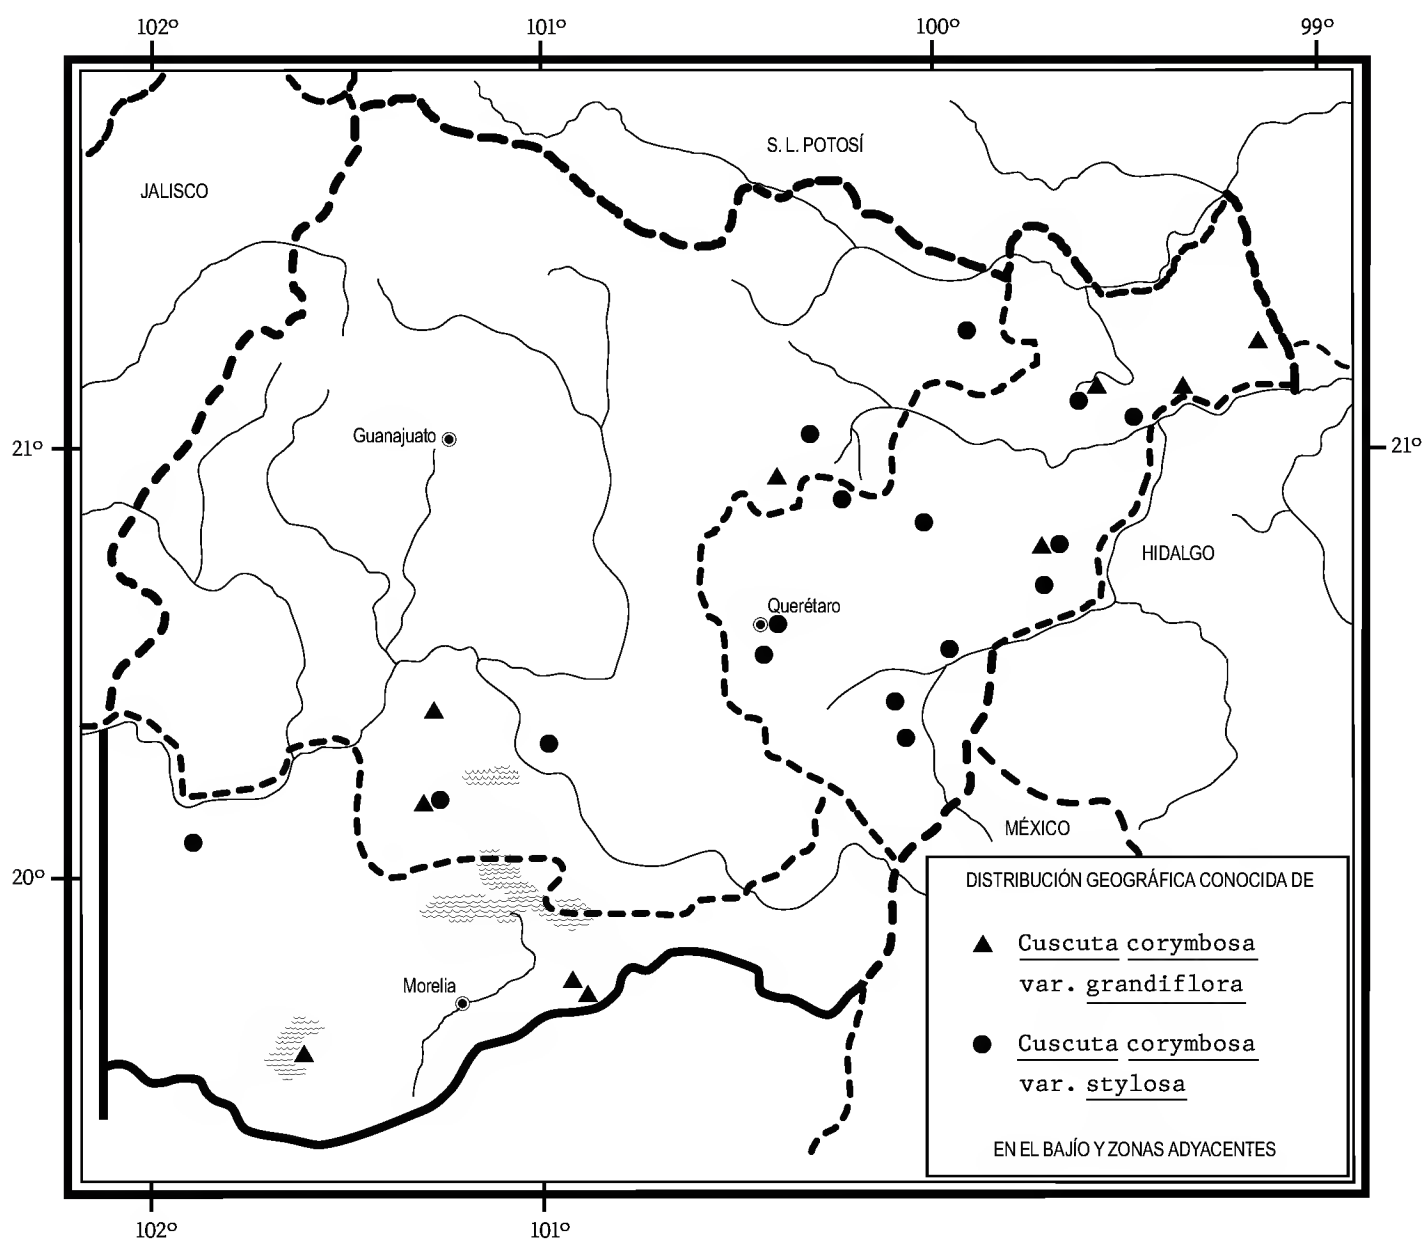 102° 101° 100° 99°
S. L. POTOSÍ
JALISCO
Guanajuato
21° 21°
HIDALGO
Querétaro
MÉXICO
20°
DISTRIBUCIÓN GEOGRÁFICA CONOCIDA DE
Cuscuta corymbosa
var. grandiflora
Morelia
Cuscuta corymbosa
var. stylosa
EN EL BAJÍO Y ZONAS ADYACENTES
102° 101°